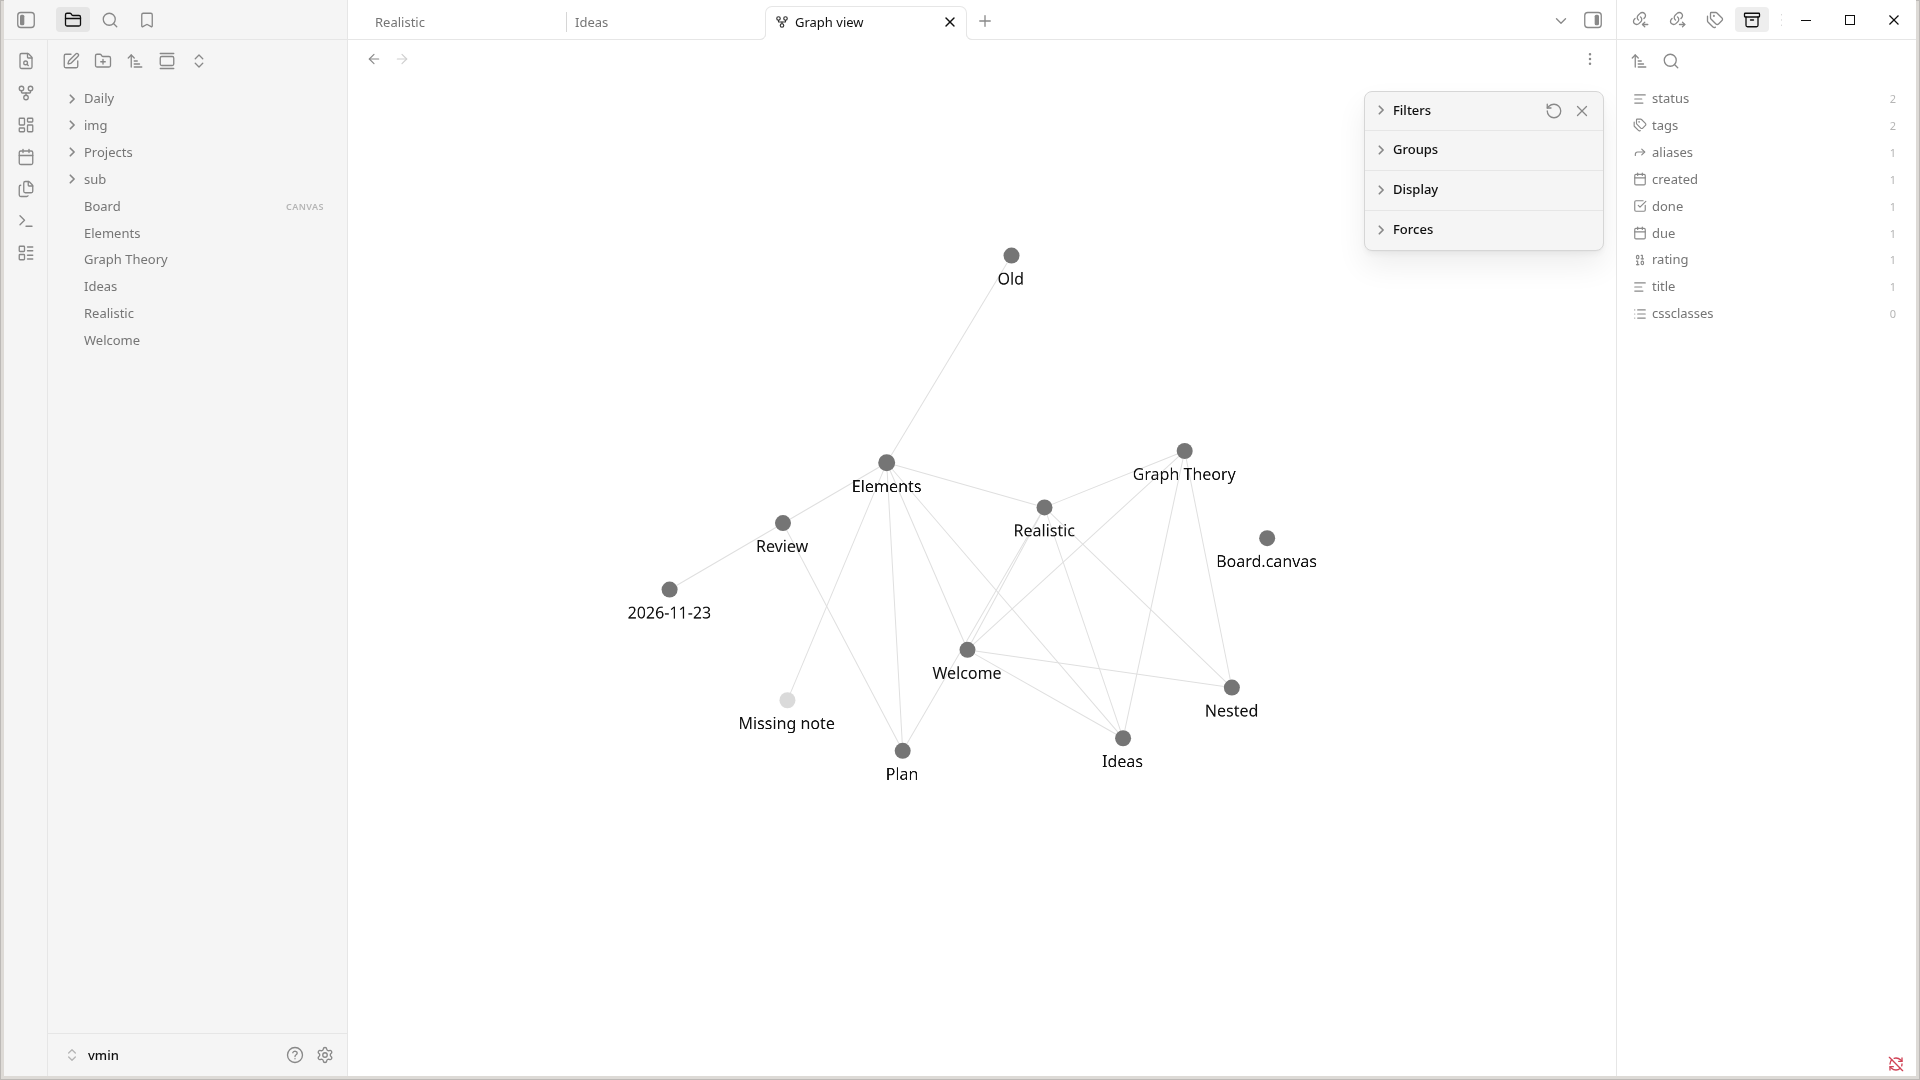 Realistic
Ideas
Graph view
Daily
img
Projects
sub
Board
CANVAS
Elements
Graph Theory
Ideas
Realistic
Welcome
vmin
Filters
Groups
Display
Forces
Old
Elements
Graph Theory
Realistic
Review
Board.canvas
2026-11-23
Welcome
Missing note
Nested
Plan
Ideas
status 2
tags 2
aliases 1
created 1
done 1
due 1
rating 1
title 1
cssclasses 0